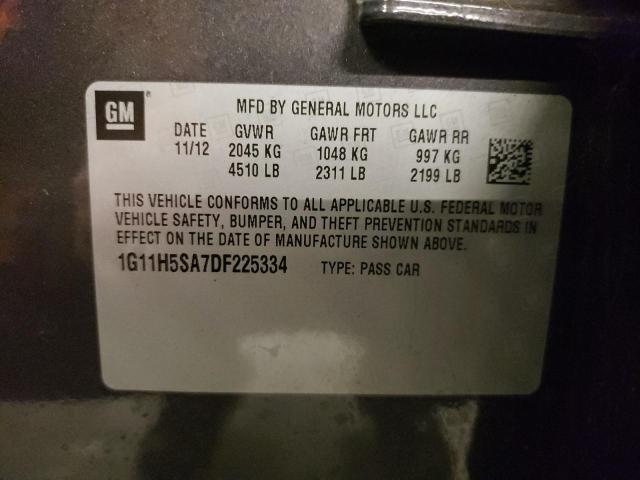 GM
MFD BY GENERAL MOTORS LLC
DATE GVWR GAWR FRT GAWR RR
11/12 2045 KG 1048 KG 997 KG
4510 LB 2311 LB 2199 LB
THIS VEHICLE CONFORMS TO ALL APPLICABLE U.S. FEDERAL MOTOR
VEHICLE SAFETY, BUMPER, AND THEFT PREVENTION STANDARDS IN
EFFECT ON THE DATE OF MANUFACTURE SHOWN ABOVE.
1G11H5SA7DF225334 TYPE: PASS CAR